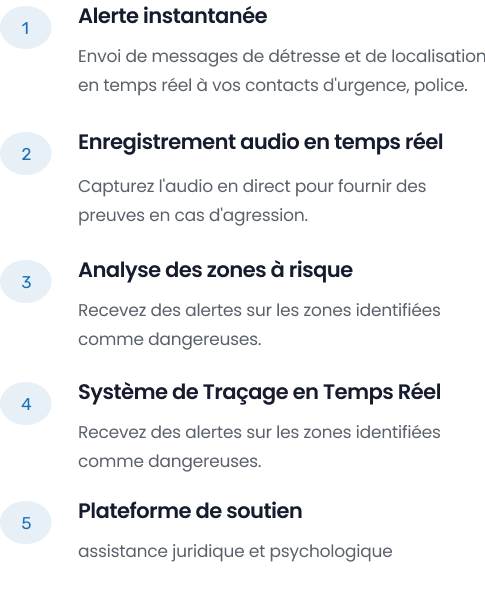 1
Alerte instantanée
Envoi de messages de détresse et de localisation
en temps réel à vos contacts d'urgence, police.
2
Enregistrement audio en temps réel
Capturez l'audio en direct pour fournir des
preuves en cas d'agression.
3
Analyse des zones à risque
Recevez des alertes sur les zones identifiées
comme dangereuses.
4
Système de Traçage en Temps Réel
Recevez des alertes sur les zones identifiées
comme dangereuses.
5
Plateforme de soutien
assistance juridique et psychologique